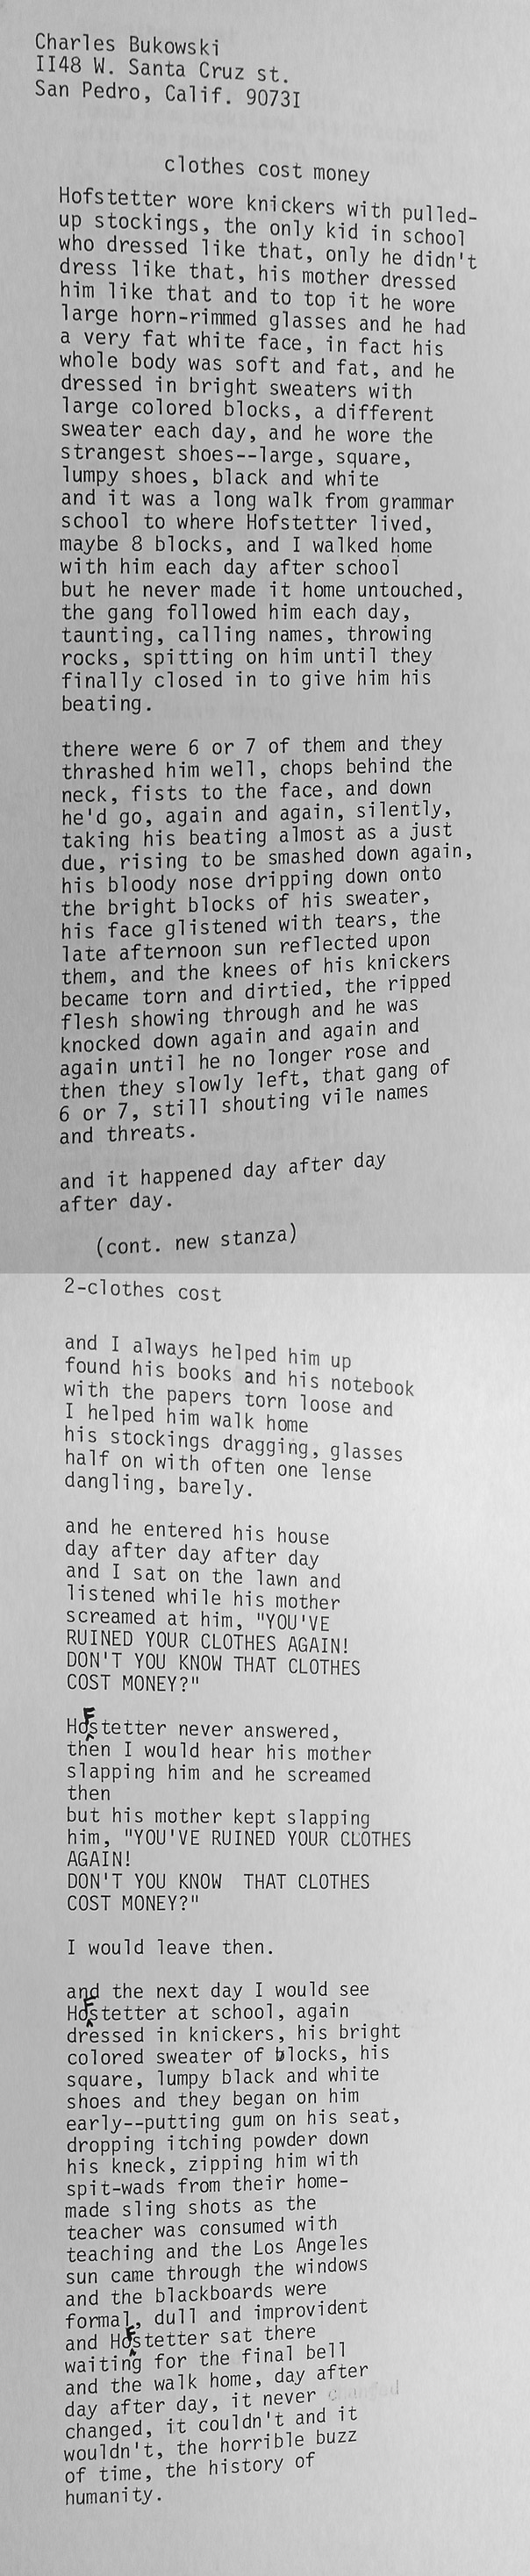 Charles Bukowski
II48 W. Santa Cruz st.
San Pedro, Calif. 9073I
clothes cost money
Hofstetter wore knickers with pulled-
up stockings, the only kid in school
who dressed like that, only he didn't
dress like that, his mother dressed
him like that and to top it he wore
large horn-rimmed glasses and he had
a very fat white face, in fact his
whole body was soft and fat, and he
dressed in bright sweaters with
large colored blocks, a different
sweater each day, and he wore the
strangest shoes--large, square,
lumpy shoes, black and white
and it was a long walk from grammar
school to where Hofstetter lived,
maybe 8 blocks, and I walked home
with him each day after school
but he never made it home untouched,
the gang followed him each day,
taunting, calling names, throwing
rocks, spitting on him until they
finally closed in to give him his
beating.
there were 6 or 7 of them and they
thrashed him well, chops behind the
neck, fists to the face, and down
he'd go, again and again, silently,
taking his beating almost as a just
due, rising to be smashed down again,
his bloody nose dripping down onto
the bright blocks of his sweater,
his face glistened with tears, the
late afternoon sun reflected upon
them, and the knees of his knickers
became torn and dirtied, the ripped
flesh showing through and he was
knocked down again and again and
again until he no longer rose and
then they slowly left, that gang of
6 or 7, still shouting vile names
and threats.
and it happened day after day
after day.
(cont. new stanza)
2-clothes cost
and I always helped him up
found his books and his notebook
with the papers torn loose and
I helped him walk home
his stockings dragging, glasses
half on with often one lense
dangling, barely.
and he entered his house
day after day after day
and I sat on the lawn and
listened while his mother
screamed at him, "YOU'VE
RUINED YOUR CLOTHES AGAIN!
DON'T YOU KNOW THAT CLOTHES
COST MONEY?"
HoFstetter never answered,
then I would hear his mother
slapping him and he screamed
then
but his mother kept slapping
him, "YOU'VE RUINED YOUR CLOTHES
AGAIN!
DON'T YOU KNOW  THAT CLOTHES
COST MONEY?"
I would leave then.
and the next day I would see
HoFstetter at school, again
dressed in knickers, his bright
colored sweater of blocks, his
square, lumpy black and white
shoes and they began on him
early--putting gum on his seat,
dropping itching powder down
his kneck, zipping him with
spit-wads from their home-
made sling shots as the
teacher was consumed with
teaching and the Los Angeles
sun came through the windows
and the blackboards were
formal, dull and improvident
and HoFstetter sat there
waiting for the final bell
and the walk home, day after
day after day, it never
changed, it couldn't and it
wouldn't, the horrible buzz
of time, the history of
humanity.